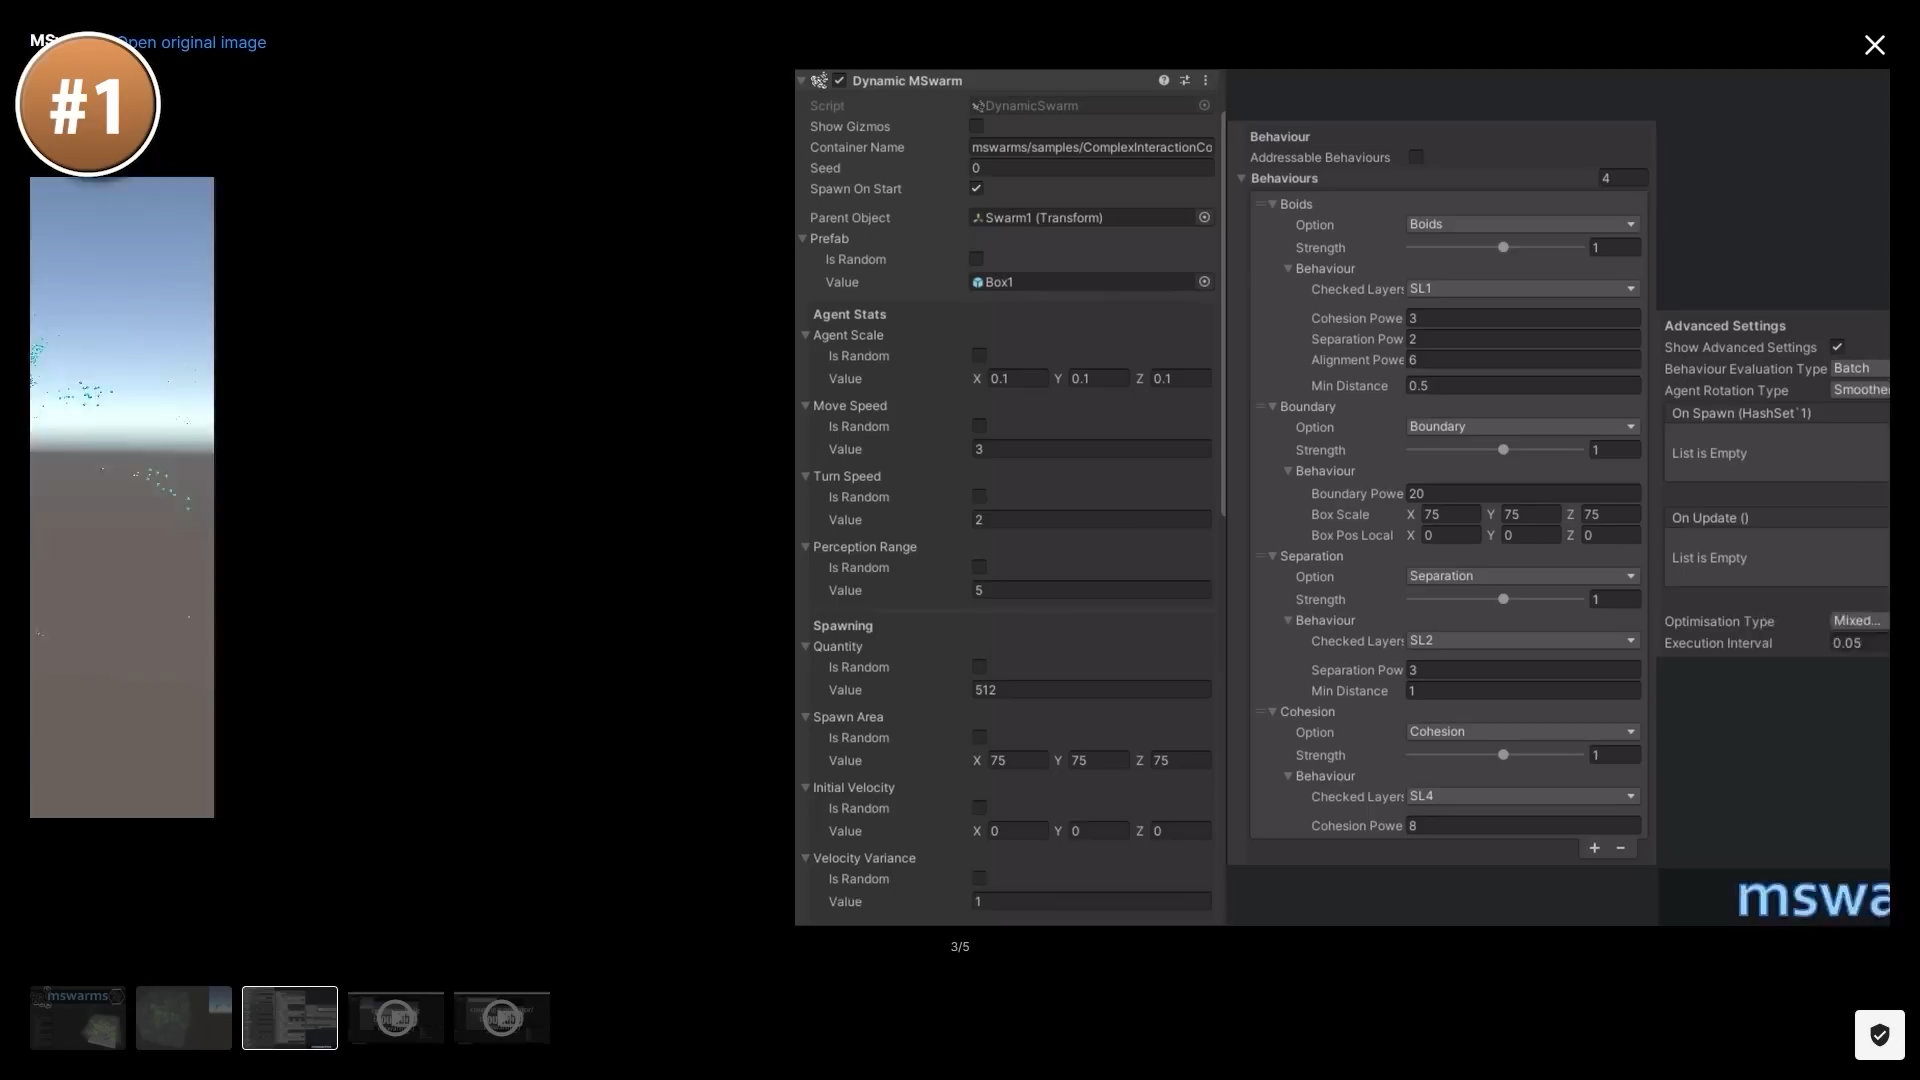 MS
Open original image
#1
Dynamic MSwarm
Script DynamicSwarm
Show Gizmos
Container Name mswarms/samples/ComplexInteractionCo
Seed 0
Spawn On Start
Parent Object Swarm1 (Transform)
Prefab
Is Random
Value Box1
Agent Stats
Agent Scale
Is Random
Value X 0.1 Y 0.1 Z 0.1
Move Speed
Is Random
Value 3
Turn Speed
Is Random
Value 2
Perception Range
Is Random
Value 5
Spawning
Quantity
Is Random
Value 512
Spawn Area
Is Random
Value X 75 Y 75 Z 75
Initial Velocity
Is Random
Value X 0 Y 0 Z 0
Velocity Variance
Is Random
Value 1
Behaviour
Addressable Behaviours
Behaviours 4
Boids
Option Boids
Strength 1
Behaviour
Checked Layers SL1
Cohesion Powe 3
Separation Pow 2
Alignment Powe 6
Min Distance 0.5
Boundary
Option Boundary
Strength 1
Behaviour
Boundary Powe 20
Box Scale X 75 Y 75 Z 75
Box Pos Local X 0 Y 0 Z 0
Separation
Option Separation
Strength 1
Behaviour
Checked Layers SL2
Separation Pow 3
Min Distance 1
Cohesion
Option Cohesion
Strength 1
Behaviour
Checked Layers SL4
Cohesion Powe 8
+ −
Advanced Settings
Show Advanced Settings
Behaviour Evaluation Type Batch
Agent Rotation Type Smoothe
On Spawn (HashSet`1)
List is Empty
On Update ()
List is Empty
Optimisation Type Mixed...
Execution Interval 0.05
mswa
3/5
mswarms